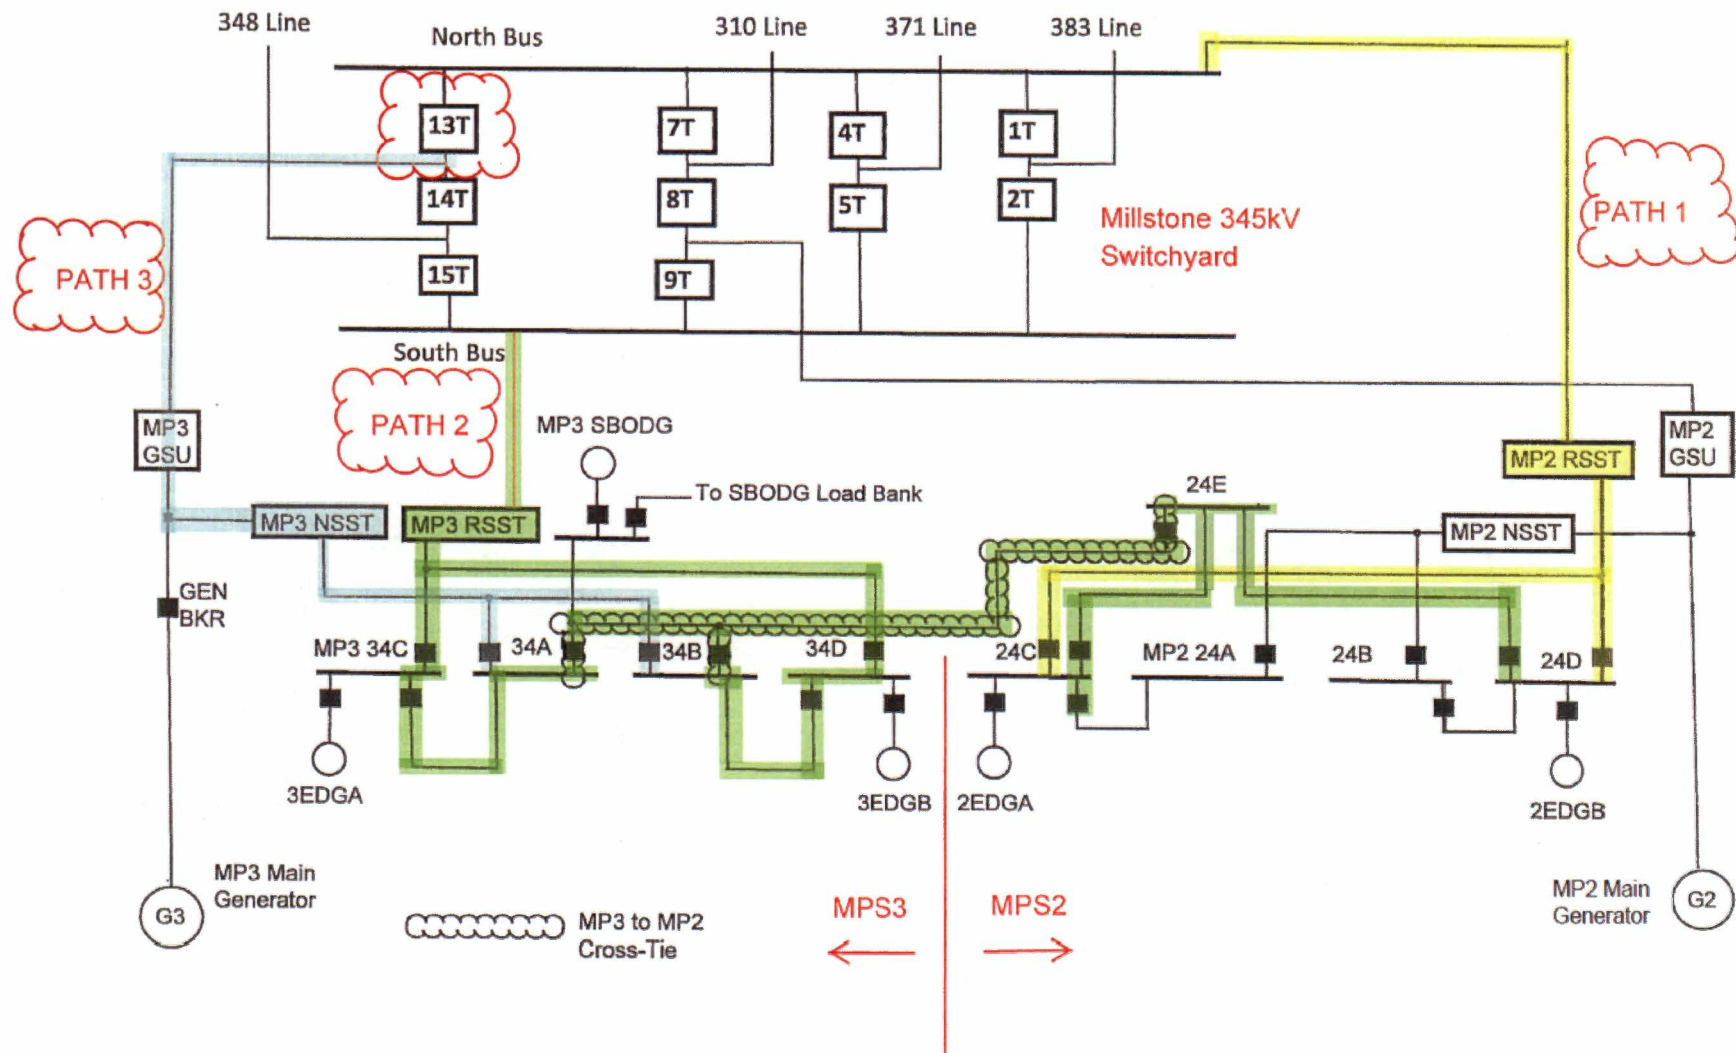 348 Line
North Bus
310 Line
371 Line
383 Line
13T
7T
4T
1T
14T
8T
5T
2T
15T
9T
Millstone 345kV
Switchyard
PATH 1
PATH 3
South Bus
PATH 2
MP3
GSU
MP3 SBODG
To SBODG Load Bank
MP2
GSU
MP2 RSST
24E
MP3 NSST
MP3 RSST
MP2 NSST
GEN
BKR
MP3 34C
34A
34B
34D
24C
MP2 24A
24B
24D
3EDGA
3EDGB
2EDGA
2EDGB
MP3 Main
Generator
G3
MP3 to MP2
Cross-Tie
MPS3
MPS2
MP2 Main
Generator
G2